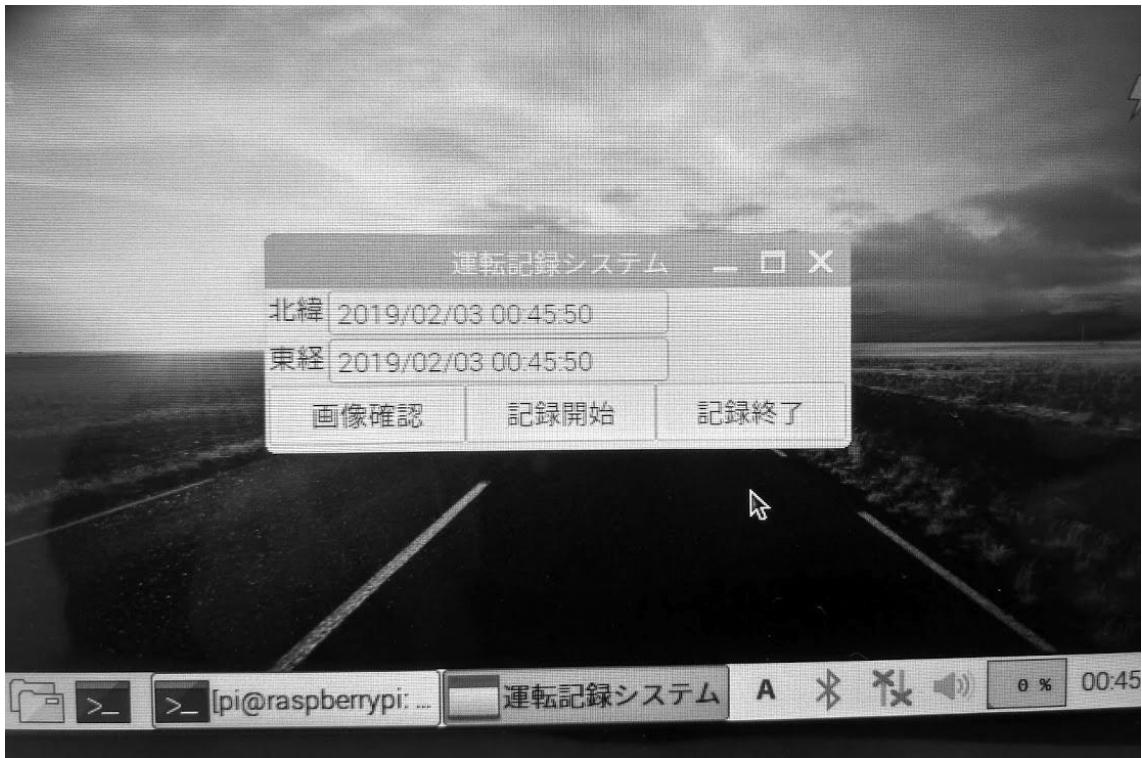 運転記録システム
北緯 2019/02/03 00:45:50
東経 2019/02/03 00:45:50
画像確認 記録開始 記録終了
>_ >_ [pi@raspberrypi: ... 運転記録システム A 0 % 00:45